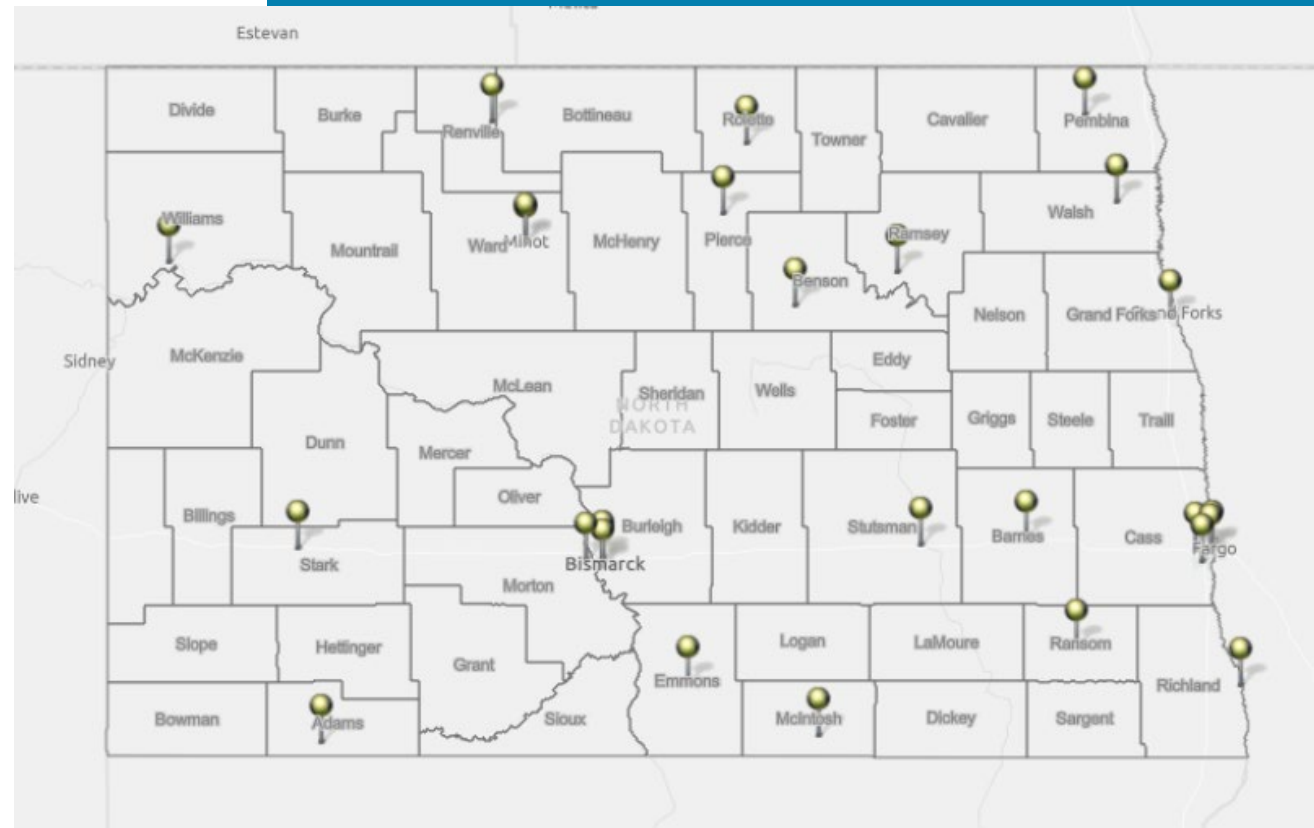 Estevan
Divide
Burke
Renville
Bottineau
Rolette
Towner
Cavalier
Pembina
Williams
Mountrail
Ward
Minot
McHenry
Pierce
Benson
Ramsey
Walsh
Nelson
Grand Forks
Sidney
McKenzie
McLean
Sheridan
NORTH
DAKOTA
Wells
Eddy
Foster
Griggs
Steele
Traill
Dunn
Mercer
Oliver
live
Billings
Stark
Burleigh
Bismarck
Morton
Kidder
Stutsman
Barnes
Cass
Fargo
Slope
Hettinger
Grant
Emmons
Logan
LaMoure
Ransom
Richland
Bowman
Adams
Sioux
McIntosh
Dickey
Sargent